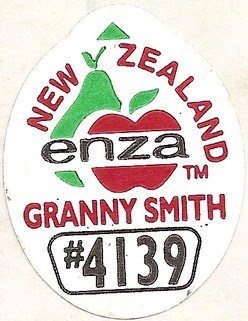 NEW ZEALAND
enza
TM
GRANNY SMITH
#4139